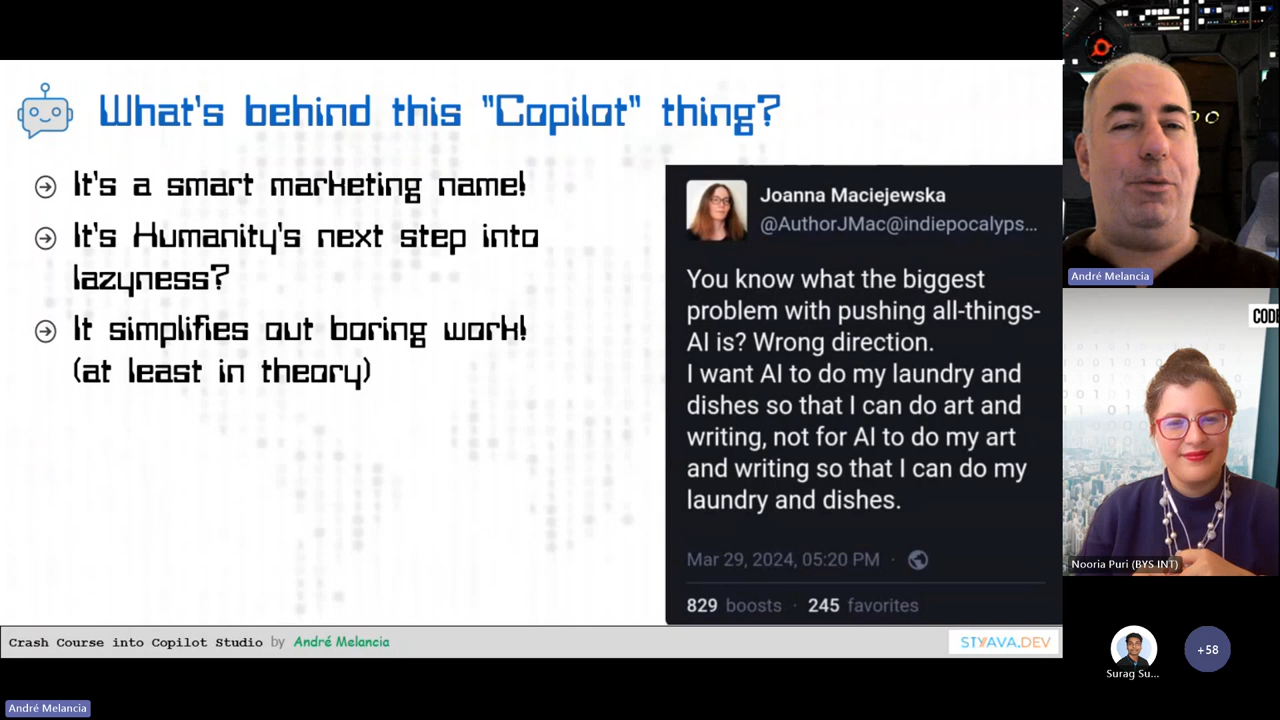 What's behind this "Copilot" thing?
It's a smart marketing name!
It's Humanity's next step into
lazyness?
It simplifies out boring work!
(at least in theory)
Joanna Maciejewska
@AuthorJMac@indiepocalyps...
You know what the biggest
problem with pushing all-things-
AI is? Wrong direction.
I want AI to do my laundry and
dishes so that I can do art and
writing, not for AI to do my art
and writing so that I can do my
laundry and dishes.
Mar 29, 2024, 05:20 PM ·
829 boosts · 245 favorites
Crash Course into Copilot Studio by André Melancia
STYAVA.DEV
André Melancia
CODE
Nooria Puri (BYS INT)
Surag Su...
+58
André Melancia